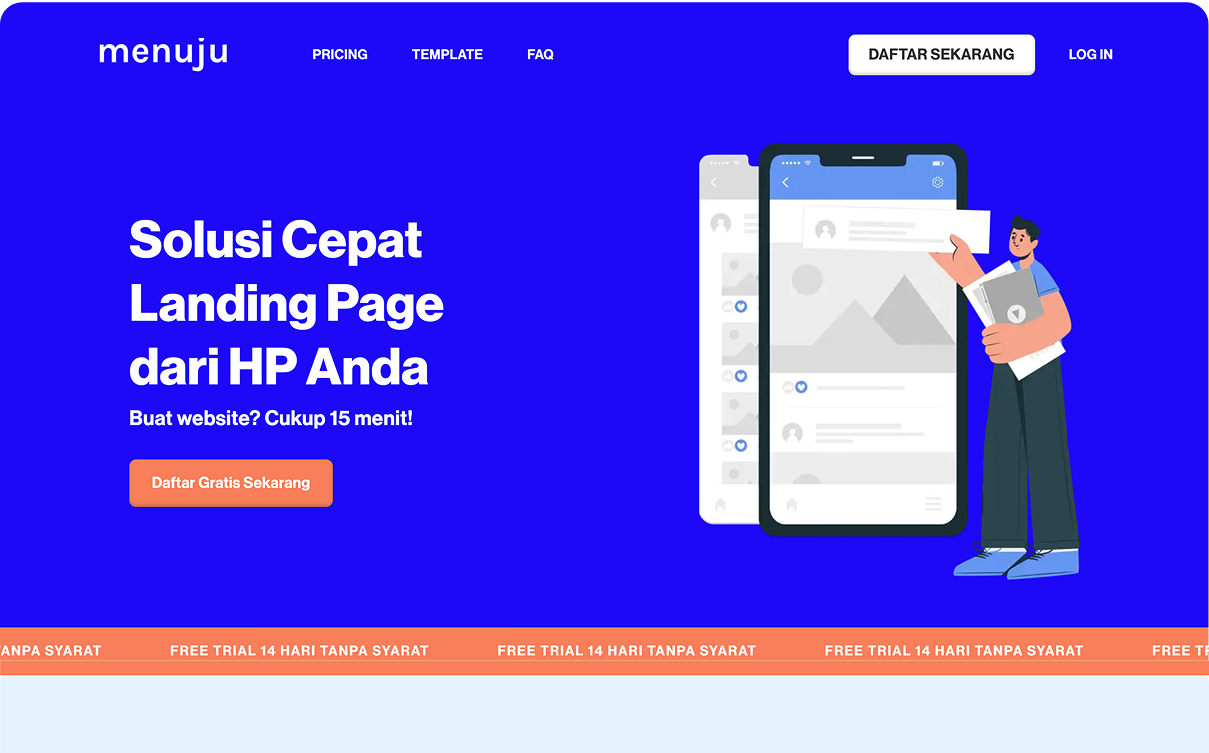 menuju
PRICING
TEMPLATE
FAQ
DAFTAR SEKARANG
LOG IN
Solusi Cepat
Landing Page
dari HP Anda
Buat website? Cukup 15 menit!
Daftar Gratis Sekarang
TANPA SYARAT FREE TRIAL 14 HARI TANPA SYARAT FREE TRIAL 14 HARI TANPA SYARAT FREE TRIAL 14 HARI TANPA SYARAT FREE